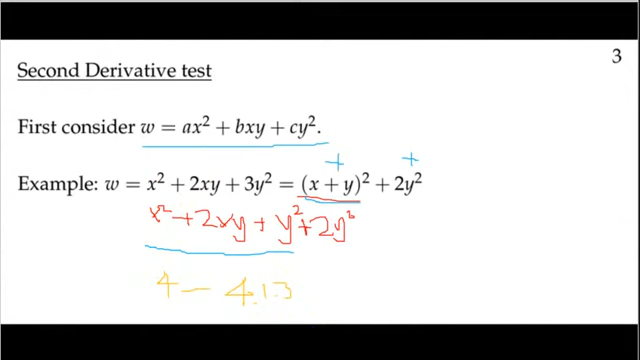 3
Second Derivative test
First consider w = ax² + bxy + cy².
+ +
Example: w = x² + 2xy + 3y² = (x + y)² + 2y²
x² + 2xy + y² + 2y²
4 — 4.1.3